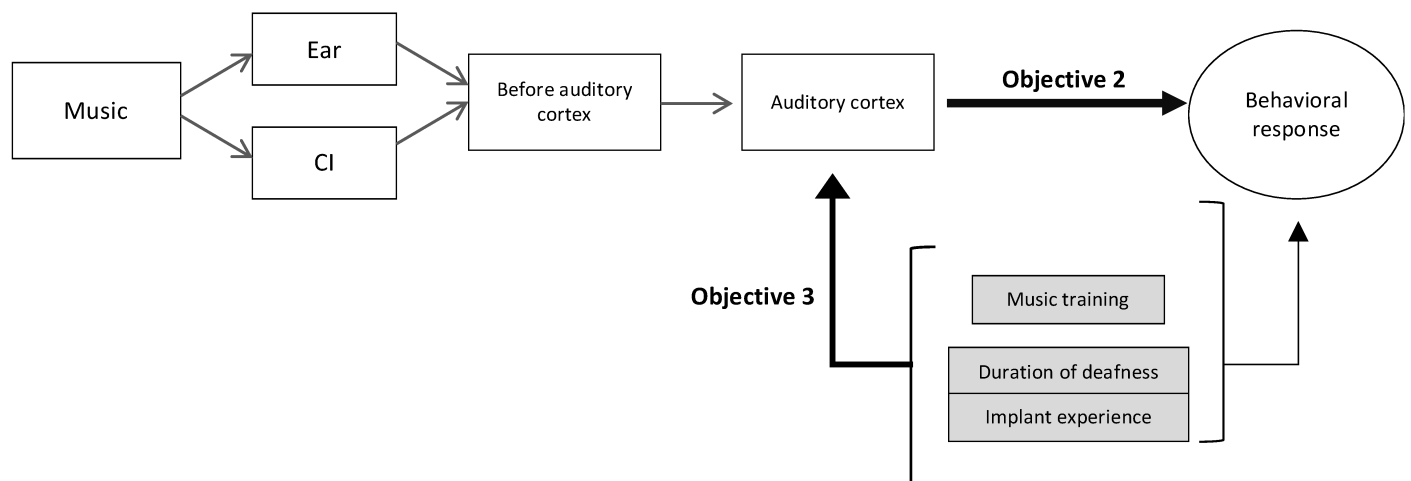 Music
Ear
CI
Before auditory
cortex
Auditory cortex
Objective 2
Behavioral
response
Objective 3
Music training
Duration of deafness
Implant experience